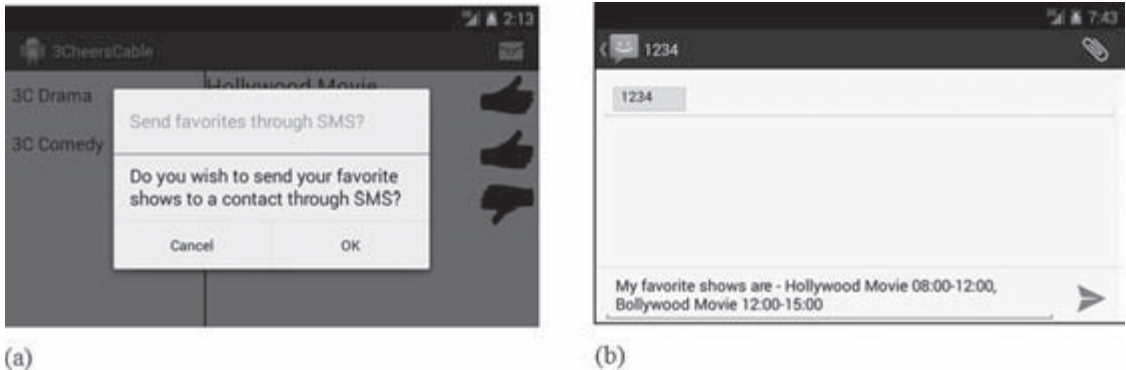 2:13
3CheersCable
3C Drama
Hollywood Movie
3C Comedy
Send favorites through SMS?
Do you wish to send your favorite
shows to a contact through SMS?
Cancel
OK
(a)
7:43
1234
1234
My favorite shows are - Hollywood Movie 08:00-12:00,
Bollywood Movie 12:00-15:00
(b)